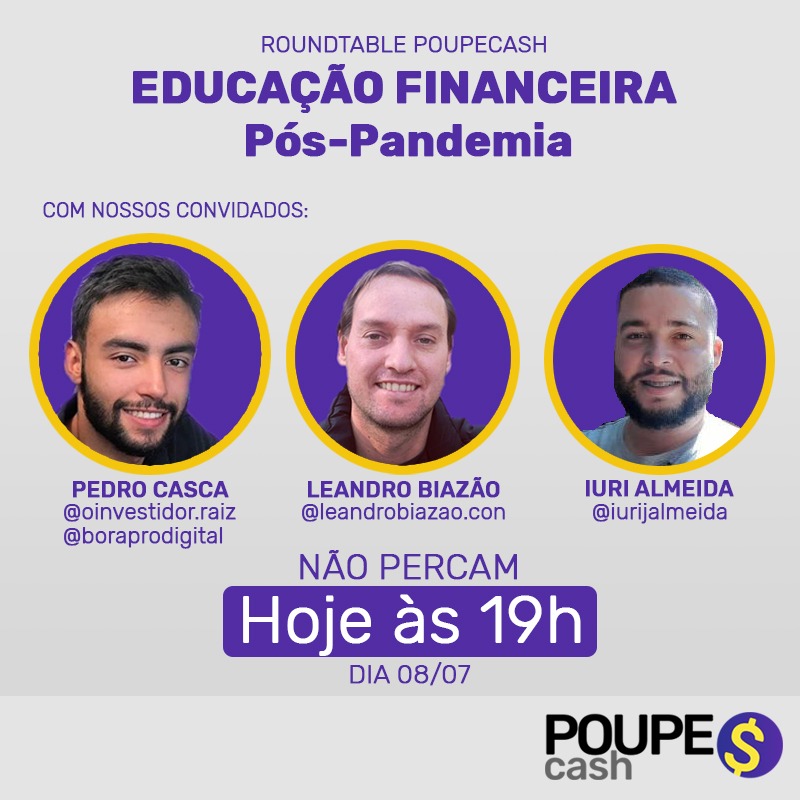 ROUNDTABLE POUPECASH
EDUCAÇÃO FINANCEIRA
Pós-Pandemia
COM NOSSOS CONVIDADOS:
PEDRO CASCA
@oinvestidor.raiz
@boraprodigital
LEANDRO BIAZÃO
@leandrobiazao.con
IURI ALMEIDA
@iurijalmeida
NÃO PERCAM
Hoje às 19h
DIA 08/07
POUPE $
cash